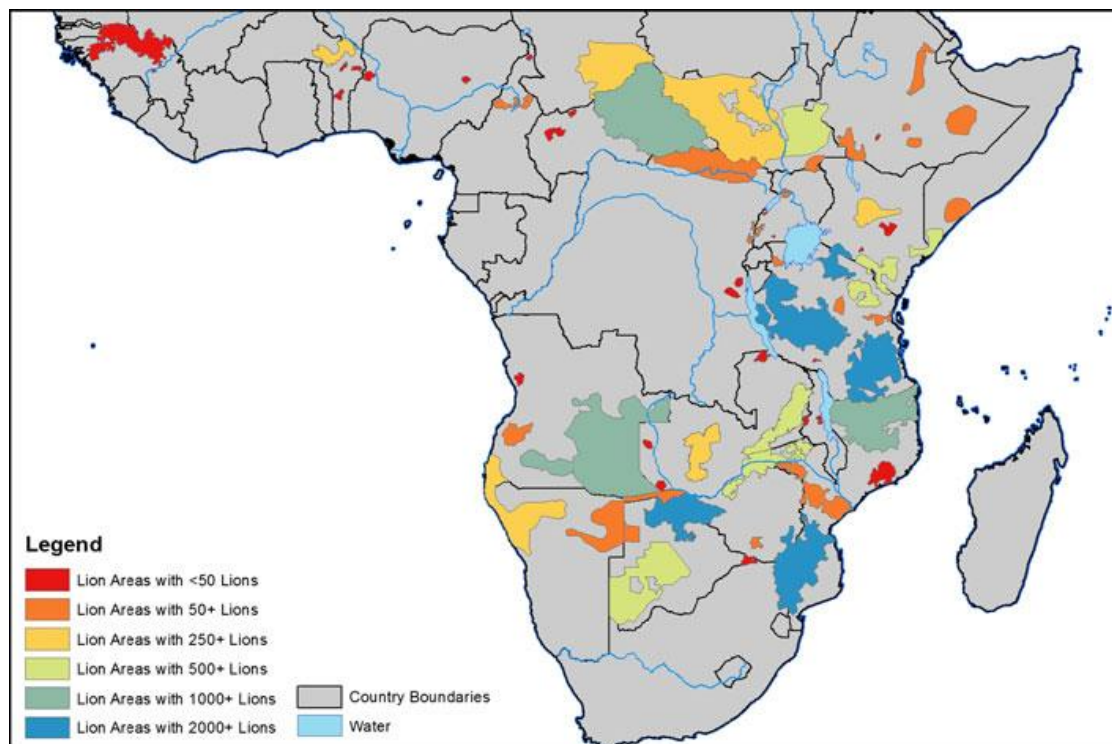 Legend
Lion Areas with <50 Lions
Lion Areas with 50+ Lions
Lion Areas with 250+ Lions
Lion Areas with 500+ Lions
Lion Areas with 1000+ Lions
Lion Areas with 2000+ Lions
Country Boundaries
Water